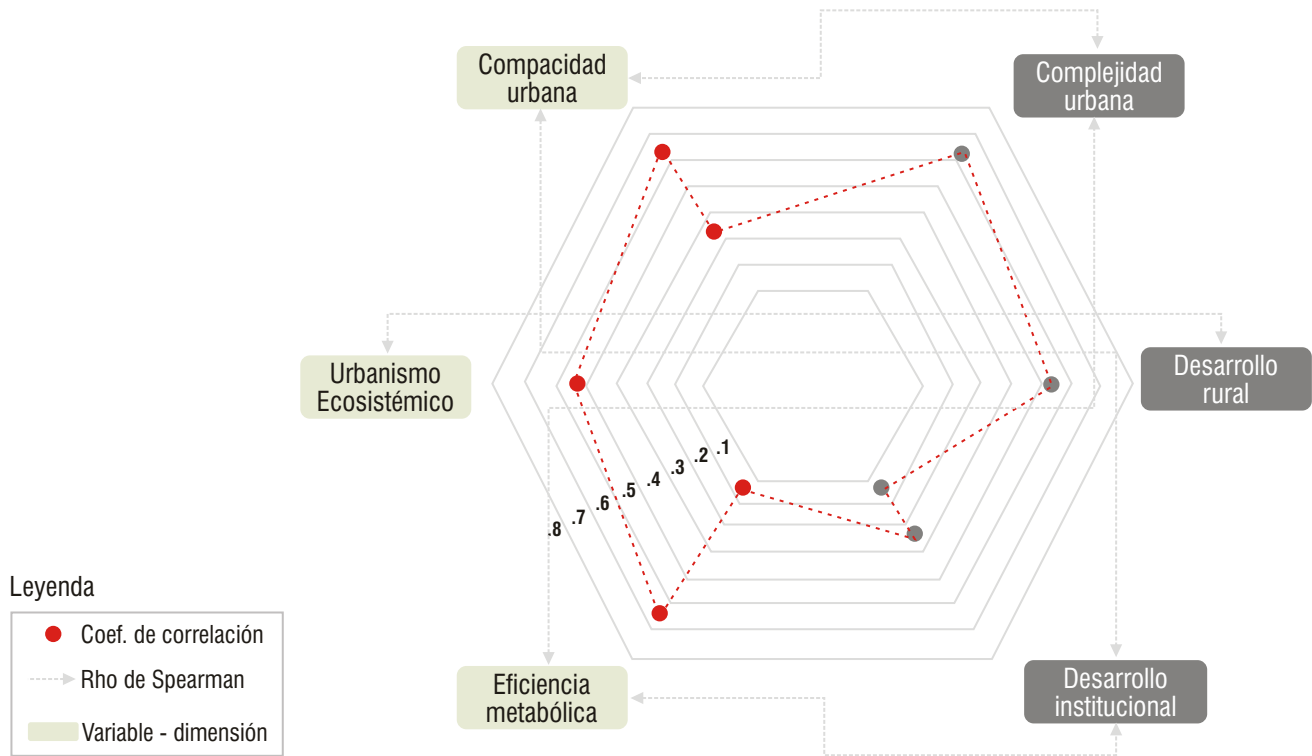 Compacidad
urbana
Complejidad
urbana
Urbanismo
Ecosistémico
Desarrollo
rural
.1
.2
.3
.4
.5
.6
.7
.8
Leyenda
Coef. de correlación
Rho de Spearman
Variable - dimensión
Eficiencia
metabólica
Desarrollo
institucional